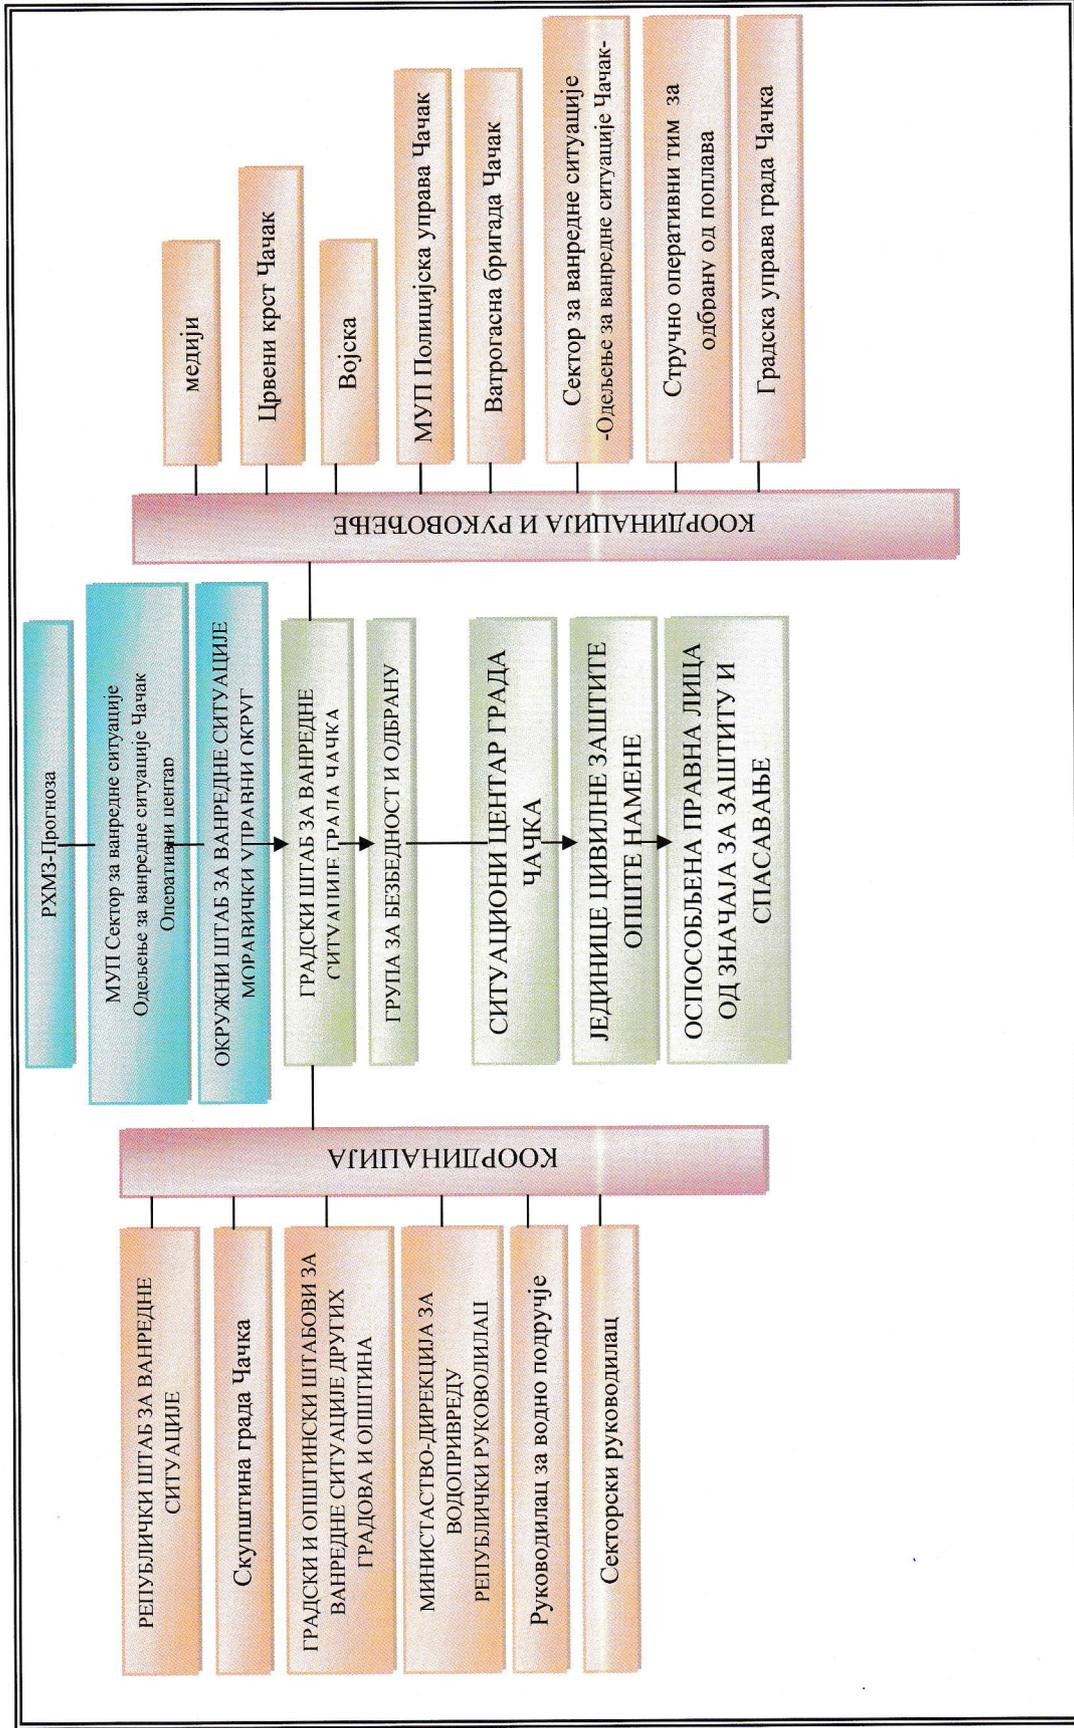 РХМЗ-Прогноза
МУП Сектор за ванредне ситуације
Одељење за ванредне ситуације Чачак
Оперативни центар
ОКРУЖНИ ШТАБ ЗА ВАНРЕДНЕ СИТУАЦИЈЕ
МОРАВИЧКИ УПРАВНИ ОКРУГ
ГРАДСКИ ШТАБ ЗА ВАНРЕДНЕ
СИТУАЦИЈЕ ГРАДА ЧАЧКА
ГРУПА ЗА БЕЗБЕДНОСТ И ОДБРАНУ
СИТУАЦИОНИ ЦЕНТАР ГРАДА
ЧАЧКА
ЈЕДИНИЦЕ ЦИВИЛНЕ ЗАШТИТЕ
ОПШТЕ НАМЕНЕ
ОСПОСОБЉЕНА ПРАВНА ЛИЦА
ОД ЗНАЧАЈА ЗА ЗАШТИТУ И
СПАСАВАЊЕ
КООРДИНАЦИЈА
РЕПУБЛИЧКИ ШТАБ ЗА ВАНРЕДНЕ
СИТУАЦИЈЕ
Скупштина града Чачка
ГРАДСКИ И ОПШТИНСКИ ШТАБОВИ ЗА
ВАНРЕДНЕ СИТУАЦИЈЕ ДРУГИХ
ГРАДОВА И ОПШТИНА
МИНИСТАСТВО-ДИРЕКЦИЈА ЗА
ВОДОПРИВРЕДУ
РЕПУБЛИЧКИ РУКОВОДИЛАЦ
Руководилац за водно подручје
Секторски руководилац
КООРДИНАЦИЈА И РУКОВОЂЕЊЕ
медији
Црвени крст Чачак
Војска
МУП Полицијска управа Чачак
Ватрогасна бригада Чачак
Сектор за ванредне ситуације
-Одељење за ванредне ситуације Чачак-
Стручно оперативни тим за
одбрану од поплава
Градска управа града Чачка